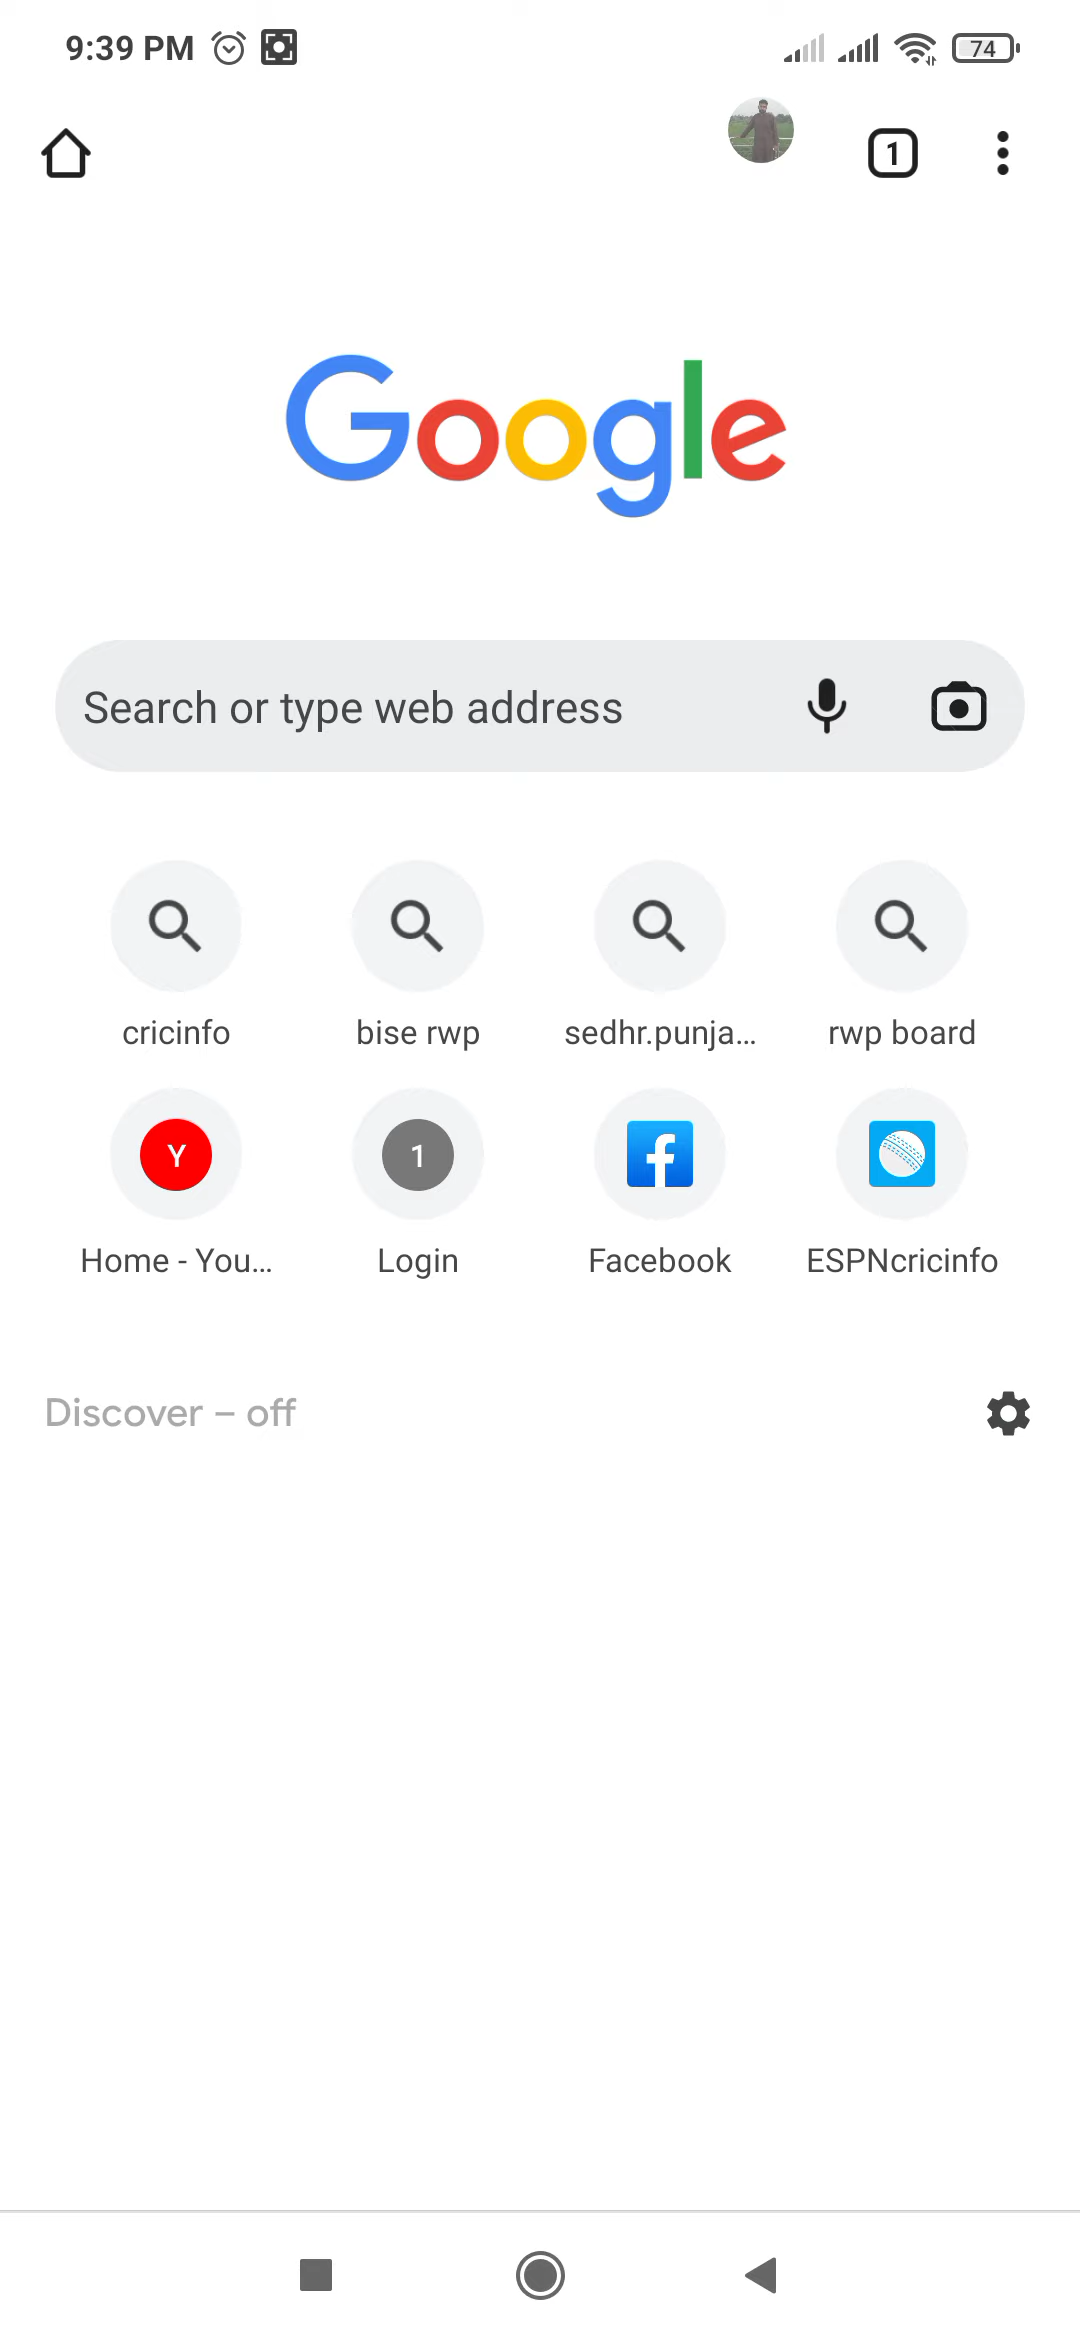 9:39 PM
74
1
Google
Search or type web address
cricinfo
bise rwp
sedhr.punja...
rwp board
Y
1
Home - You...
Login
Facebook
ESPNcricinfo
Discover – off